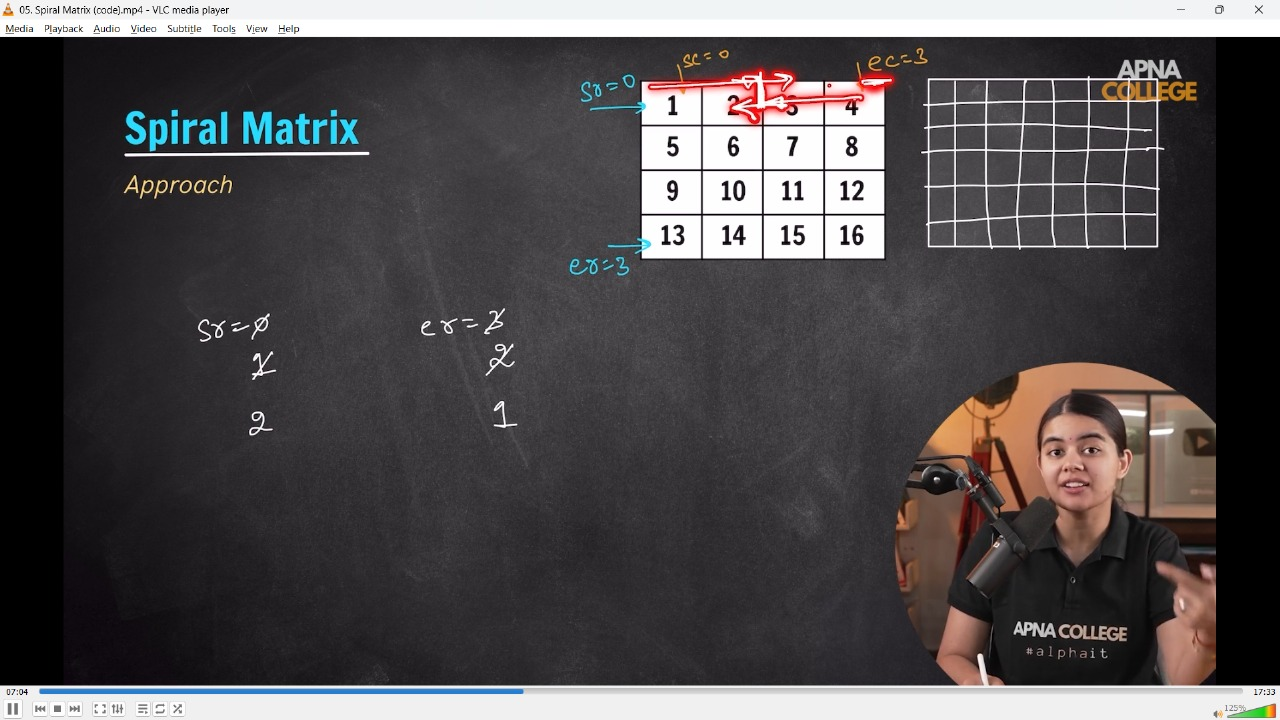 05. Spiral Matrix (code).mp4 - VLC media player
Media Playback Audio Video Subtitle Tools View Help
sc=0
ec=3
sr=0
APNA
COLLEGE
Spiral Matrix
Approach
1 2 3 4
5 6 7 8
9 10 11 12
13 14 15 16
er=3
sr=0 er=3
1 2
2 1
APNA COLLEGE
#alphait
07:04 17:33
125%